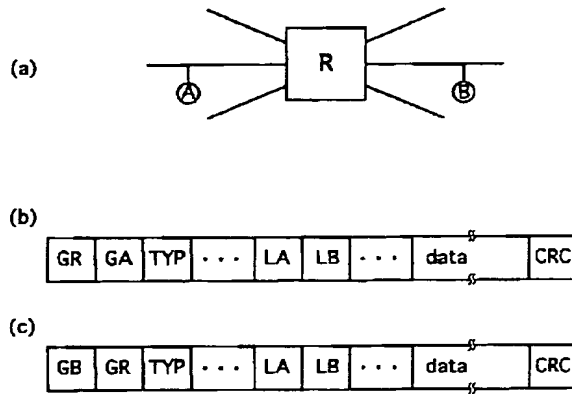 (a)
R
A B
(b)
GR GA TYP ··· LA LB ··· data CRC
(c)
GB GR TYP ··· LA LB ··· data CRC